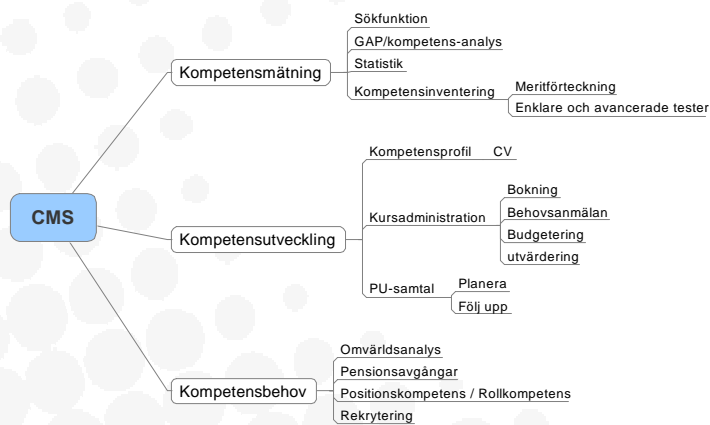 CMS
Kompetensmätning
Sökfunktion
GAP/kompetens-analys
Statistik
Kompetensinventering
Meritförteckning
Enklare och avancerade tester
Kompetensutveckling
Kompetensprofil CV
Kursadministration
Bokning
Behovsanmälan
Budgetering
utvärdering
PU-samtal
Planera
Följ upp
Kompetensbehov
Omvärldsanalys
Pensionsavgångar
Positionskompetens / Rollkompetens
Rekrytering